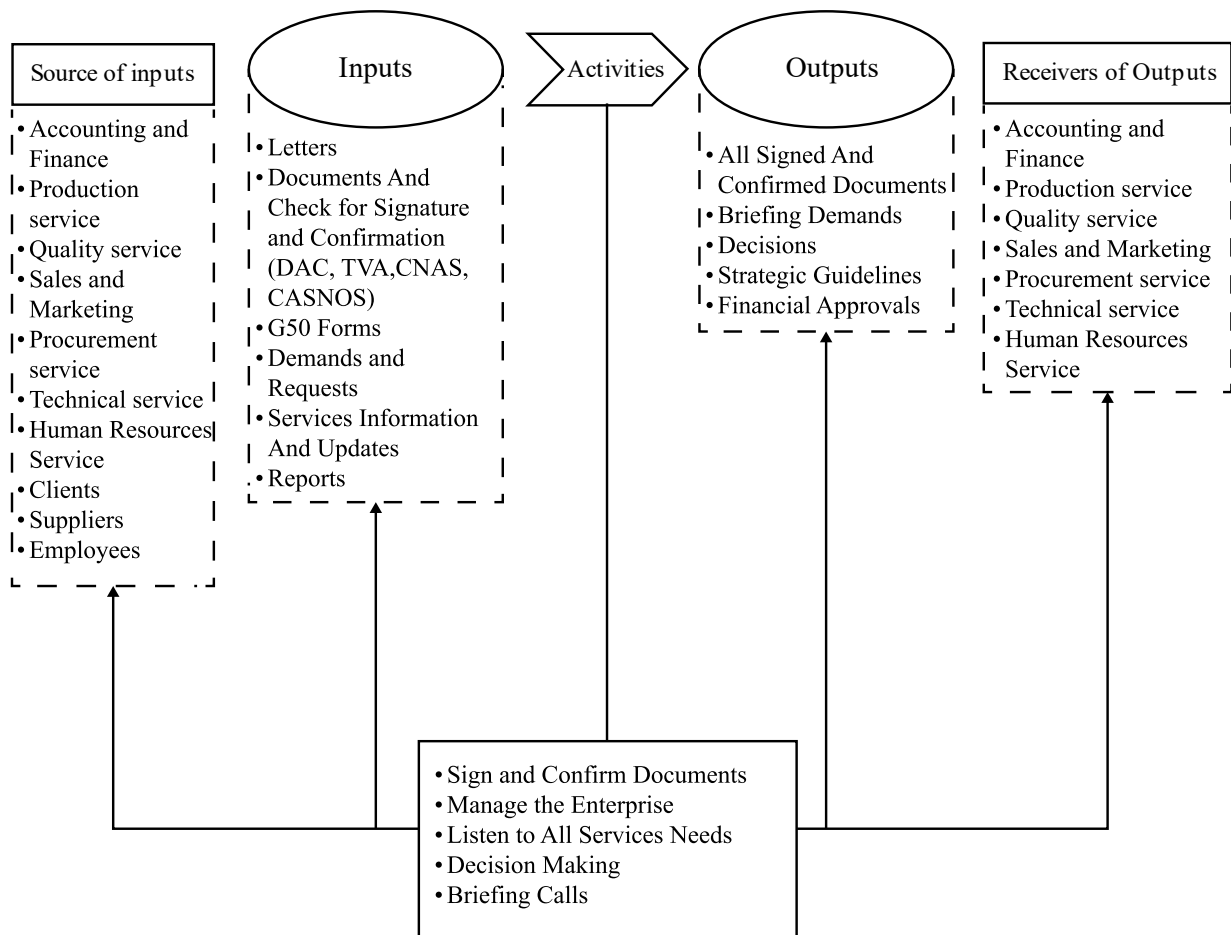 Source of inputs
• Accounting and
Finance
• Production
service
• Quality service
• Sales and
Marketing
• Procurement
service
• Technical service
• Human Resources
Service
• Clients
• Suppliers
• Employees
Inputs
• Letters
• Documents And
Check for Signature
and Confirmation
(DAC, TVA,CNAS,
CASNOS)
• G50 Forms
• Demands and
Requests
• Services Information
And Updates
• Reports
Activities
• Sign and Confirm Documents
• Manage the Enterprise
• Listen to All Services Needs
• Decision Making
• Briefing Calls
Outputs
• All Signed And
Confirmed Documents
• Briefing Demands
• Decisions
• Strategic Guidelines
• Financial Approvals
Receivers of Outputs
• Accounting and
Finance
• Production service
• Quality service
• Sales and Marketing
• Procurement service
• Technical service
• Human Resources
Service